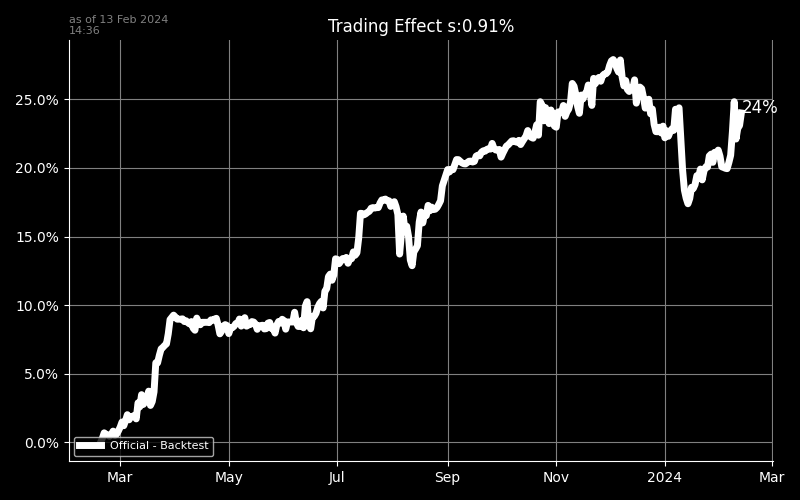 as of 13 Feb 2024
14:36
Trading Effect s:0.91%
25.0%
24%
20.0%
15.0%
10.0%
5.0%
0.0%
Official - Backtest
Mar May Jul Sep Nov 2024 Mar